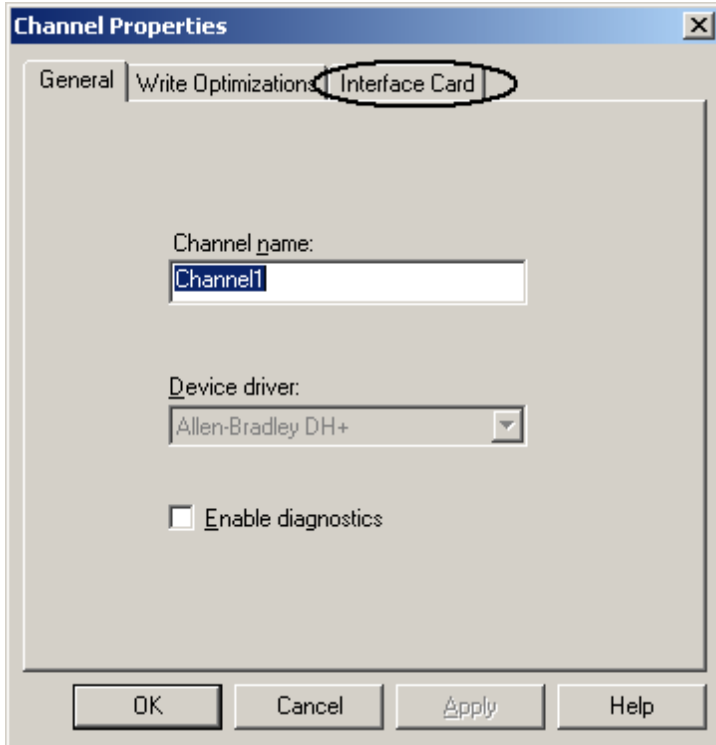 Channel Properties
General Write Optimizations Interface Card
Channel name:
Channel1
Device driver:
Allen-Bradley DH+
Enable diagnostics
OK Cancel Apply Help